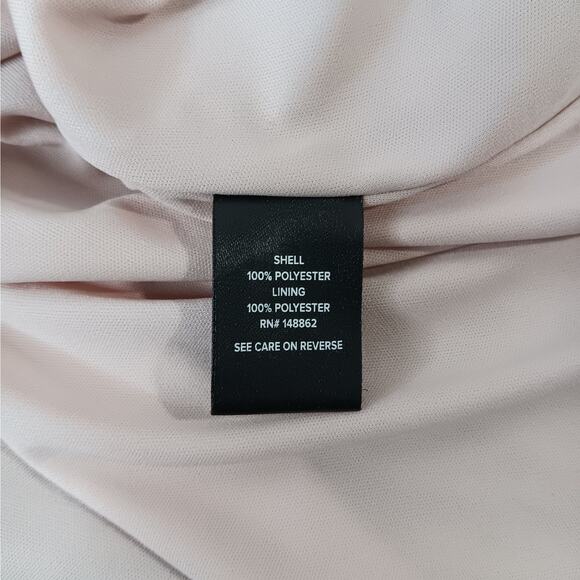 SHELL
100% POLYESTER
LINING
100% POLYESTER
RN# 148862
SEE CARE ON REVERSE